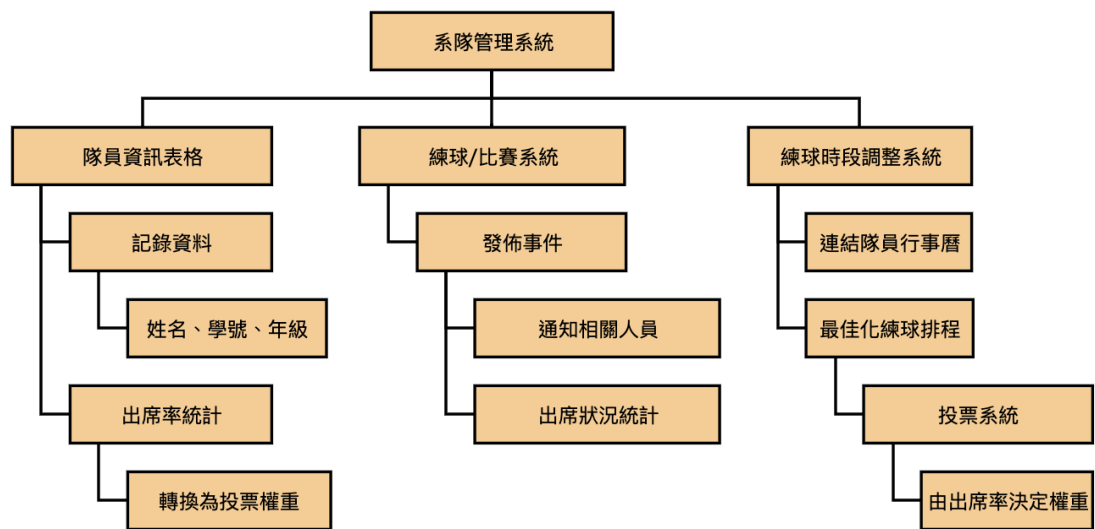 系隊管理系統
隊員資訊表格
練球/比賽系統
練球時段調整系統
記錄資料
發佈事件
連結隊員行事曆
姓名、學號、年級
通知相關人員
最佳化練球排程
出席率統計
出席狀況統計
投票系統
轉換為投票權重
由出席率決定權重